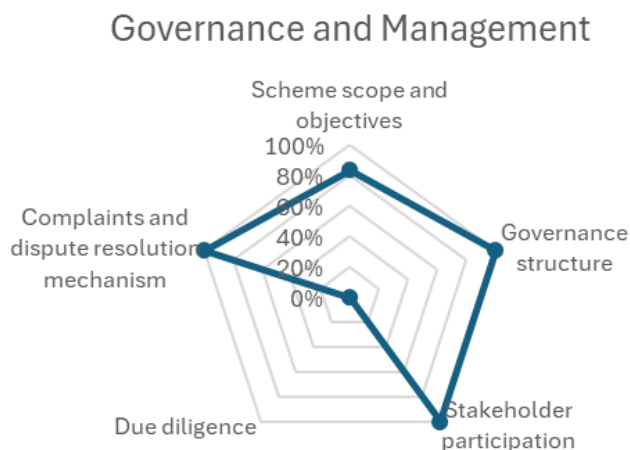 Governance and Management
Scheme scope and
objectives
100%
80%
60%
40%
20%
0%
Governance
structure
Stakeholder
participation
Due diligence
Complaints and
dispute resolution
mechanism